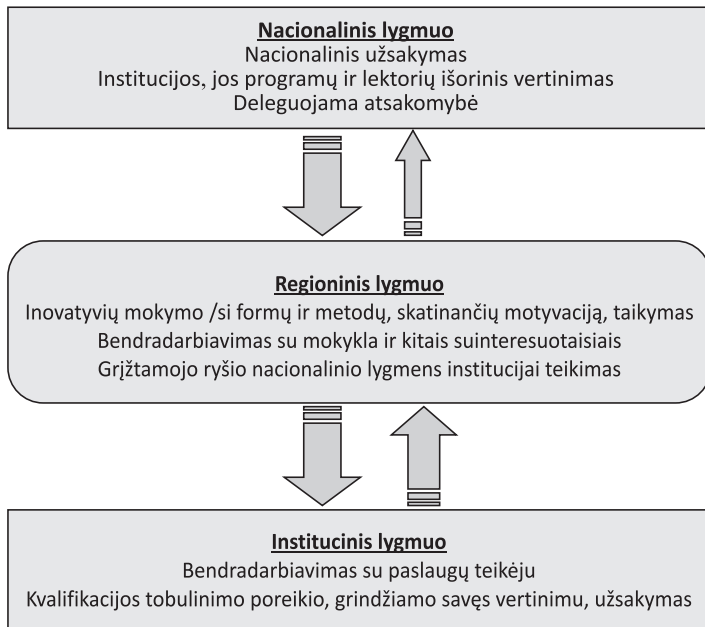 Nacionalinis lygmuo
Nacionalinis užsakymas
Institucijos, jos programų ir lektorių išorinis vertinimas
Deleguojama atsakomybė
Regioninis lygmuo
Inovatyvių mokymo /si formų ir metodų, skatinančių motyvaciją, taikymas
Bendradarbiavimas su mokykla ir kitais suinteresuotaisiais
Grįžtamojo ryšio nacionalinio lygmens institucijai teikimas
Institucinis lygmuo
Bendradarbiavimas su paslaugų teikėju
Kvalifikacijos tobulinimo poreikio, grindžiamo savęs vertinimu, užsakymas